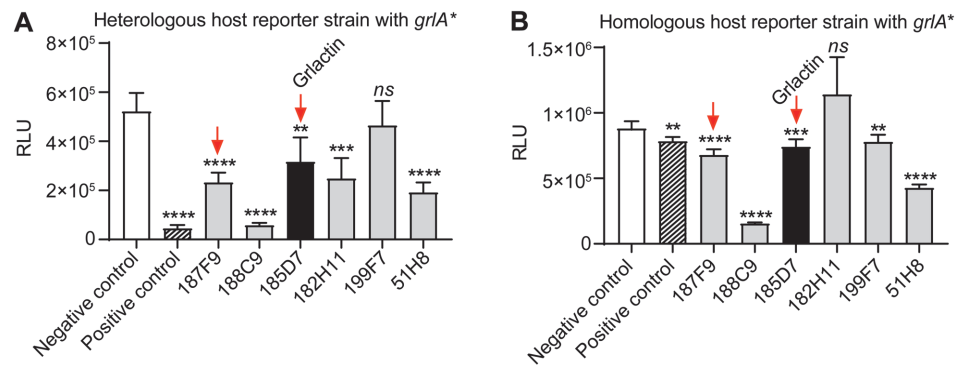 A
Heterologous host reporter strain with grlA*
RLU
8×10⁵
6×10⁵
4×10⁵
2×10⁵
0
****
****
****
Grlactin
**
***
ns
****
Negative control
Positive control
187F9
188C9
185D7
182H11
199F7
51H8
B
Homologous host reporter strain with grlA*
RLU
1.5×10⁶
1×10⁶
5×10⁵
0
**
****
****
Grlactin
***
ns
**
****
Negative control
Positive control
187F9
188C9
185D7
182H11
199F7
51H8